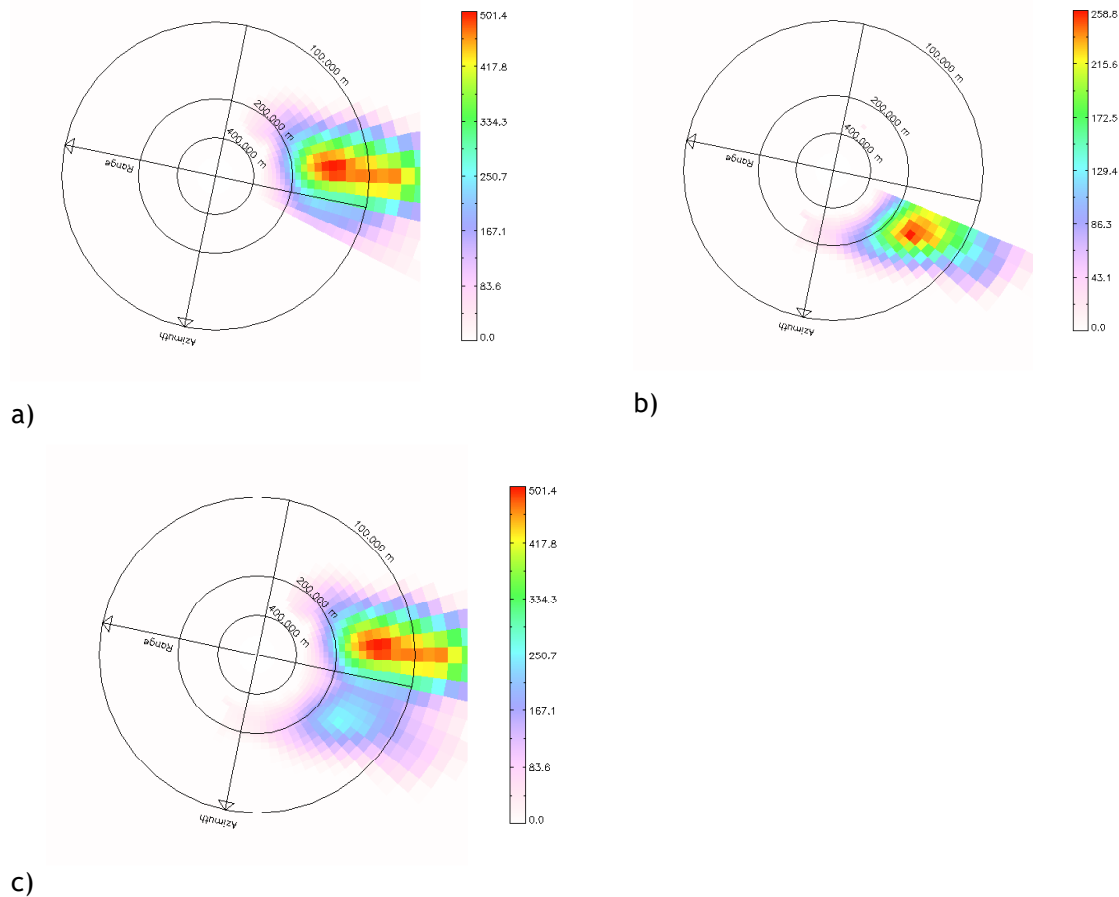 501.4
417.8
334.3
250.7
167.1
83.6
0.0
100.000 m
200.000 m
400.000 m
Range
Azimuth
a)
258.8
215.6
172.5
129.4
86.3
43.1
0.0
100.000 m
200.000 m
400.000 m
Range
Azimuth
b)
501.4
417.8
334.3
250.7
167.1
83.6
0.0
100.000 m
200.000 m
400.000 m
Range
Azimuth
c)